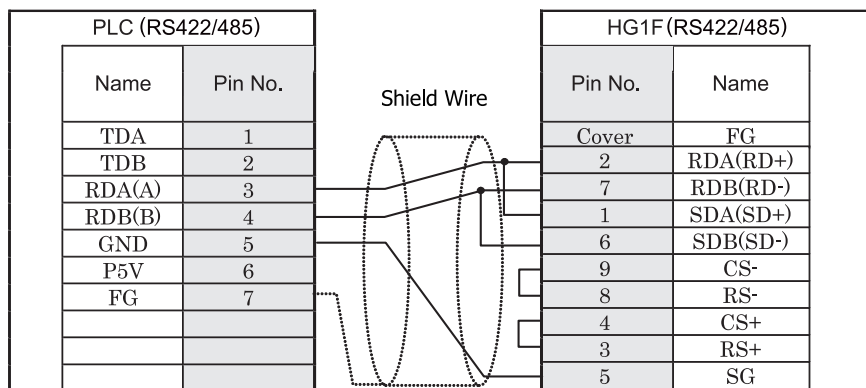 PLC (RS422/485) HG1F(RS422/485)
Name Pin No. Shield Wire Pin No. Name
TDA 1 Cover FG
TDB 2 2 RDA(RD+)
RDA(A) 3 7 RDB(RD-)
RDB(B) 4 1 SDA(SD+)
GND 5 6 SDB(SD-)
P5V 6 9 CS-
FG 7 8 RS-
4 CS+
3 RS+
5 SG